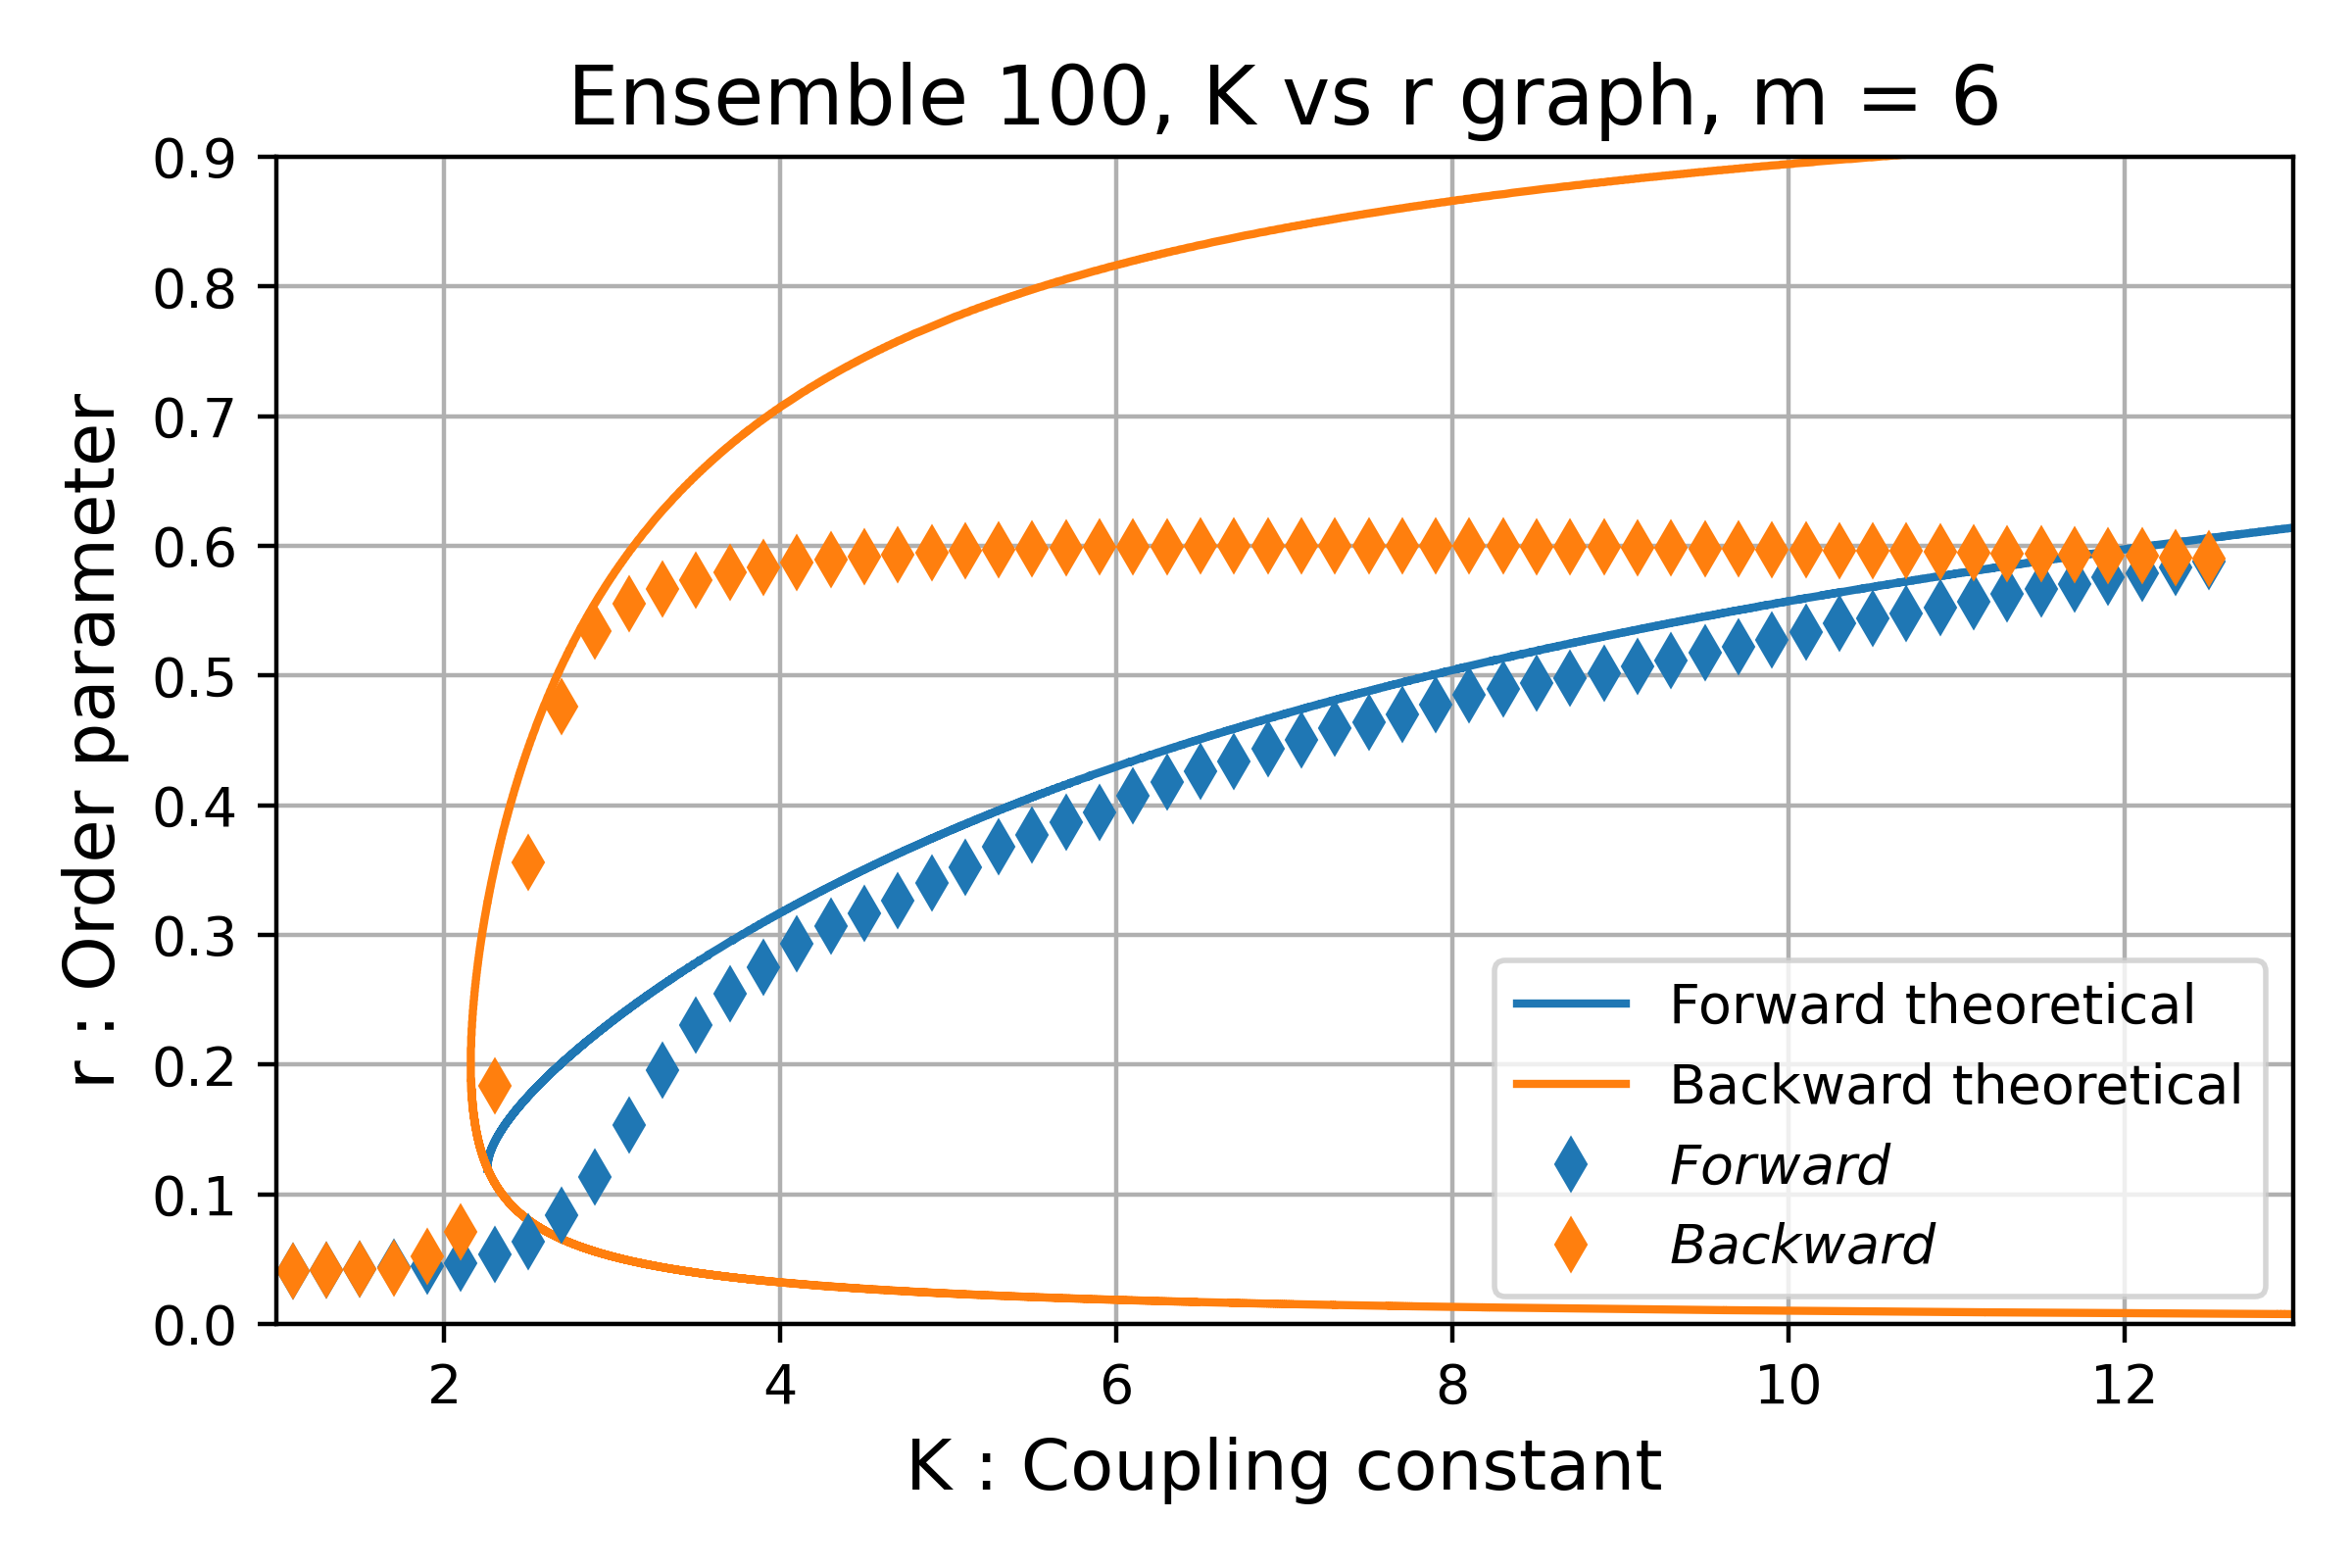 Ensemble 100, K vs r graph, m = 6
0.9
0.8
0.7
0.6
0.5
0.4
0.3
0.2
0.1
0.0
r : Order parameter
Forward theoretical
Backward theoretical
Forward
Backward
2 4 6 8 10 12
K : Coupling constant